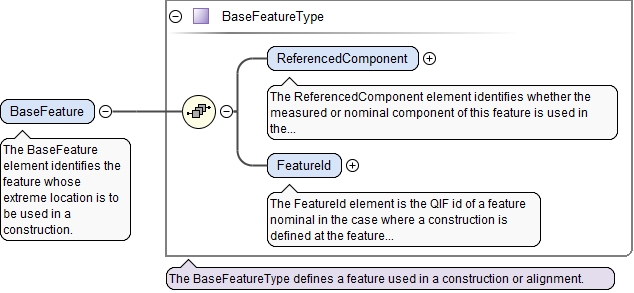 BaseFeatureType
ReferencedComponent
The ReferencedComponent element identifies whether the
measured or nominal component of this feature is used in
the...
BaseFeature
The BaseFeature
element identifies the
feature whose
extreme location is to
be used in a
construction.
FeatureId
The FeatureId element is the QIF id of a feature
nominal in the case where a construction is
defined at the feature...
The BaseFeatureType defines a feature used in a construction or alignment.